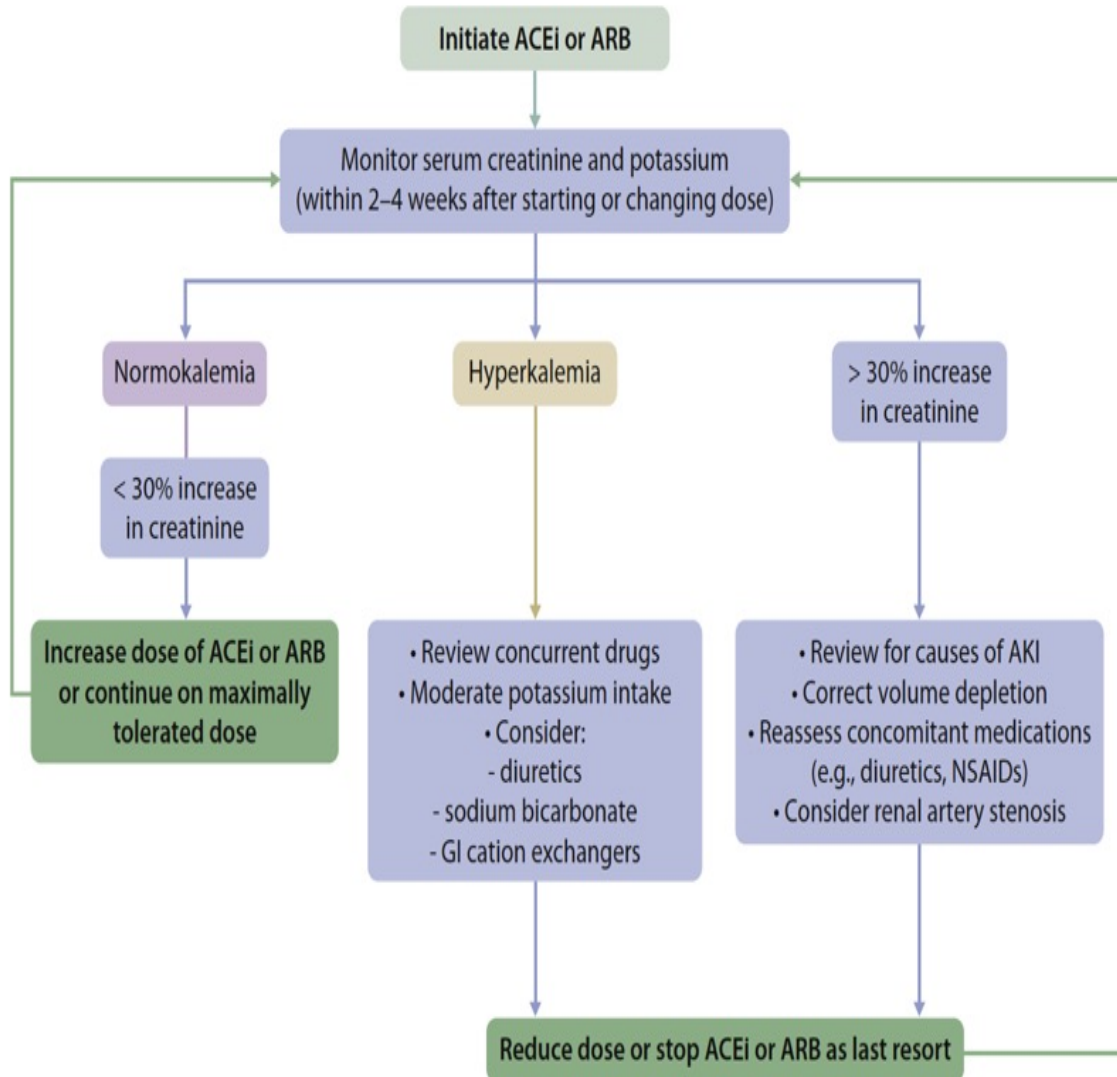 Initiate ACEi or ARB
Monitor serum creatinine and potassium
(within 2–4 weeks after starting or changing dose)
Normokalemia
Hyperkalemia
> 30% increase
in creatinine
< 30% increase
in creatinine
Increase dose of ACEi or ARB
or continue on maximally
tolerated dose
• Review concurrent drugs
• Moderate potassium intake
• Consider:
- diuretics
- sodium bicarbonate
- GI cation exchangers
• Review for causes of AKI
• Correct volume depletion
• Reassess concomitant medications
(e.g., diuretics, NSAIDs)
• Consider renal artery stenosis
Reduce dose or stop ACEi or ARB as last resort